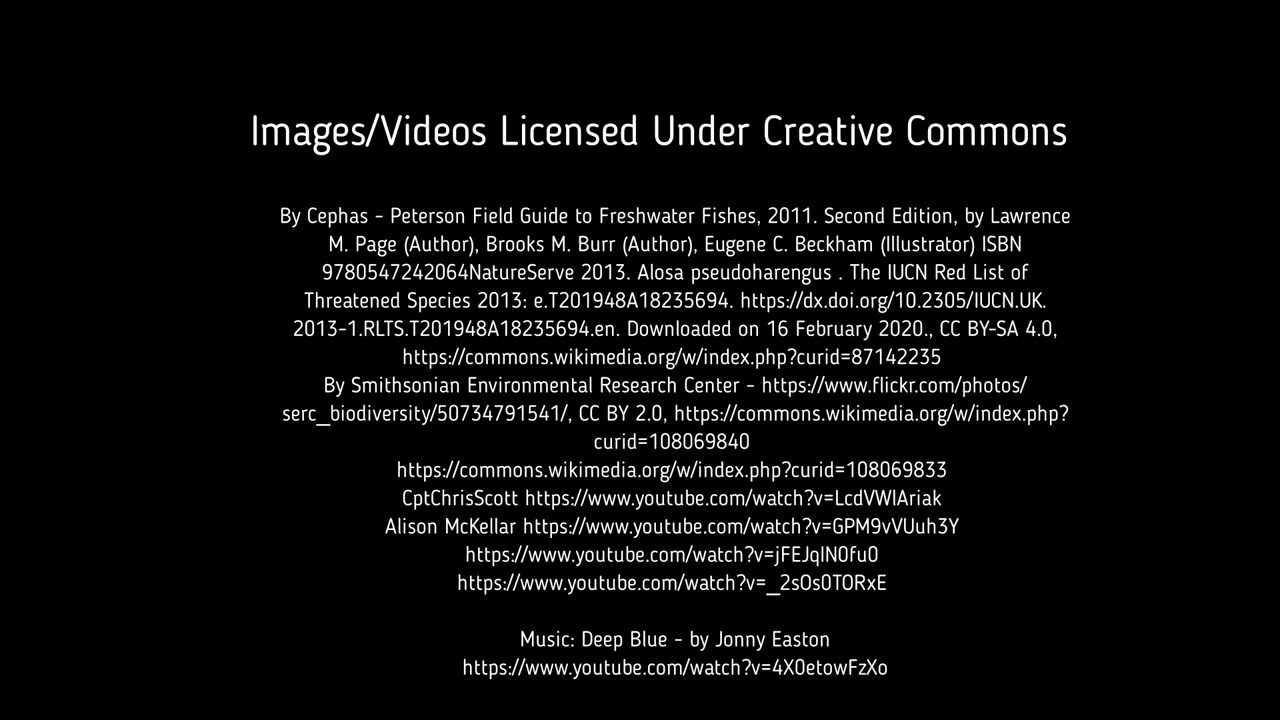 Images/Videos Licensed Under Creative Commons
By Cephas - Peterson Field Guide to Freshwater Fishes, 2011. Second Edition, by Lawrence
M. Page (Author), Brooks M. Burr (Author), Eugene C. Beckham (Illustrator) ISBN
9780547242064NatureServe 2013. Alosa pseudoharengus . The IUCN Red List of
Threatened Species 2013: e.T201948A18235694. https://dx.doi.org/10.2305/IUCN.UK.
2013-1.RLTS.T201948A18235694.en. Downloaded on 16 February 2020., CC BY-SA 4.0,
https://commons.wikimedia.org/w/index.php?curid=87142235
By Smithsonian Environmental Research Center - https://www.flickr.com/photos/
serc_biodiversity/50734791541/, CC BY 2.0, https://commons.wikimedia.org/w/index.php?
curid=108069840
https://commons.wikimedia.org/w/index.php?curid=108069833
CptChrisScott https://www.youtube.com/watch?v=LcdVWIAriak
Alison McKellar https://www.youtube.com/watch?v=GPM9vVUuh3Y
https://www.youtube.com/watch?v=jFEJqIN0fu0
https://www.youtube.com/watch?v=_2sOs0TORxE
Music: Deep Blue - by Jonny Easton
https://www.youtube.com/watch?v=4X0etowFzXo